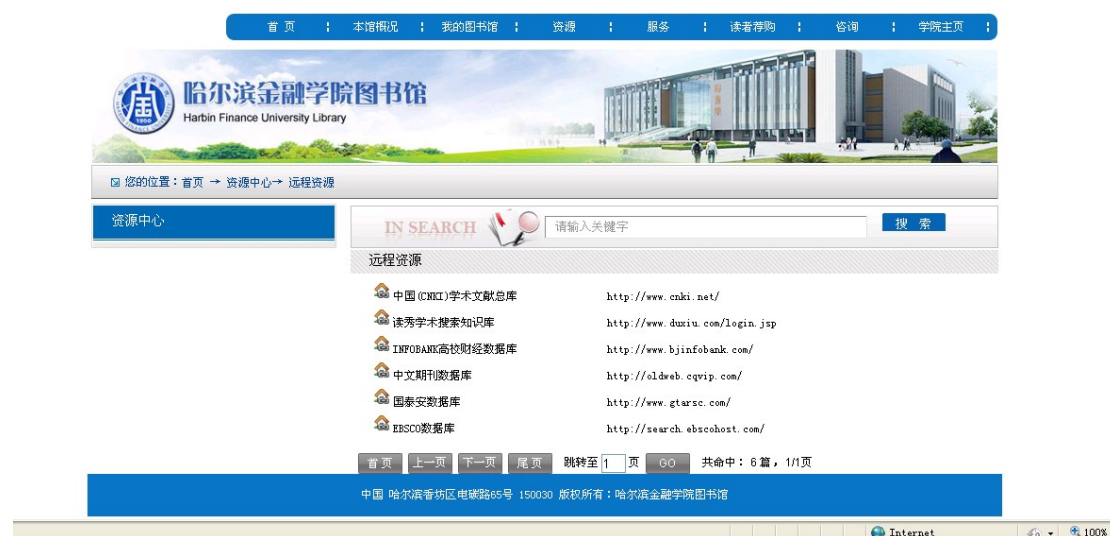 首 页 ┆ 本馆概况 ┆ 我的图书馆 ┆ 资源 ┆ 服务 ┆ 读者荐购 ┆ 咨询 ┆ 学院主页 ┆
哈尔滨金融学院图书馆
Harbin Finance University Library
1950
您的位置：首页 → 资源中心→ 远程资源
资源中心
IN SEARCH 请输入关健字 搜 索
远程资源
中国(CNKI)学术文献总库 http://www.cnki.net/
读秀学术搜索知识库 http://www.duxiu.com/login.jsp
INFOBANK高校财经数据库 http://www.bjinfobank.com/
中文期刊数据库 http://oldweb.cqvip.com/
国泰安数据库 http://www.gtarsc.com/
EBSCO数据库 http://search.ebscohost.com/
首 页 上一页 下一页 尾 页 跳转至 1 页 GO 共命中：6篇，1/1页
中国 哈尔滨香坊区电碳路65号 150030 版权所有：哈尔滨金融学院图书馆
Internet 100%